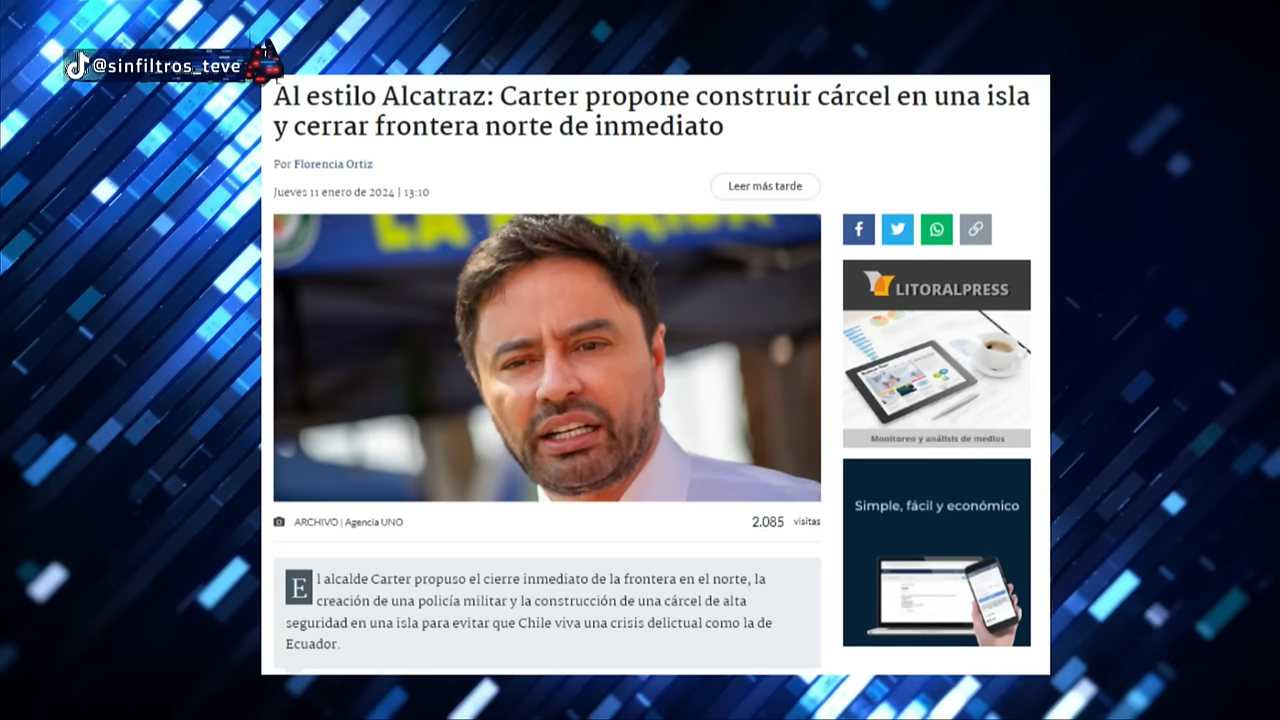 @sinfiltros_teve
Al estilo Alcatraz: Carter propone construir cárcel en una isla
y cerrar frontera norte de inmediato
Por Florencia Ortiz
Jueves 11 enero de 2024 | 13:10
Leer más tarde
LITORALPRESS
Monitoreo y análisis de medios
Simple, fácil y económico
ARCHIVO | Agencia UNO
2.085 visitas
El alcalde Carter propuso el cierre inmediato de la frontera en el norte, la
creación de una policía militar y la construcción de una cárcel de alta
seguridad en una isla para evitar que Chile viva una crisis delictual como la de
Ecuador.